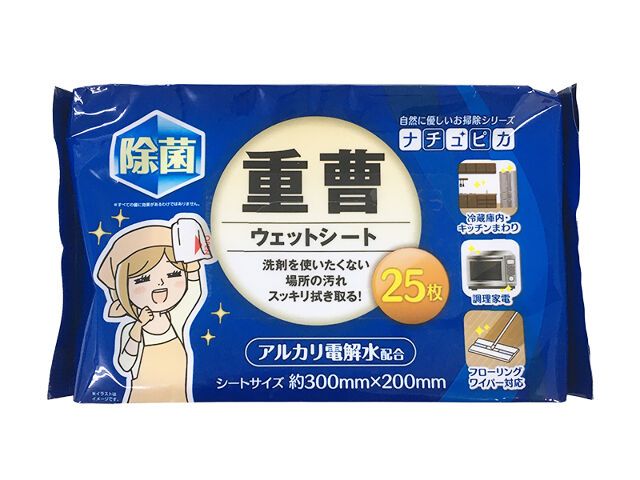 自然に優しいお掃除シリーズ
ナチュピカ
除菌
※すべての菌に効果があるわけではありません。
重曹
ウェットシート
洗剤を使いたくない
場所の汚れ
スッキリ拭き取る!
25枚
アルカリ電解水配合
シートサイズ 約300mm×200mm
冷蔵庫内・
キッチンまわり
調理家電
フローリング
ワイパー対応
※イラストは
イメージです。